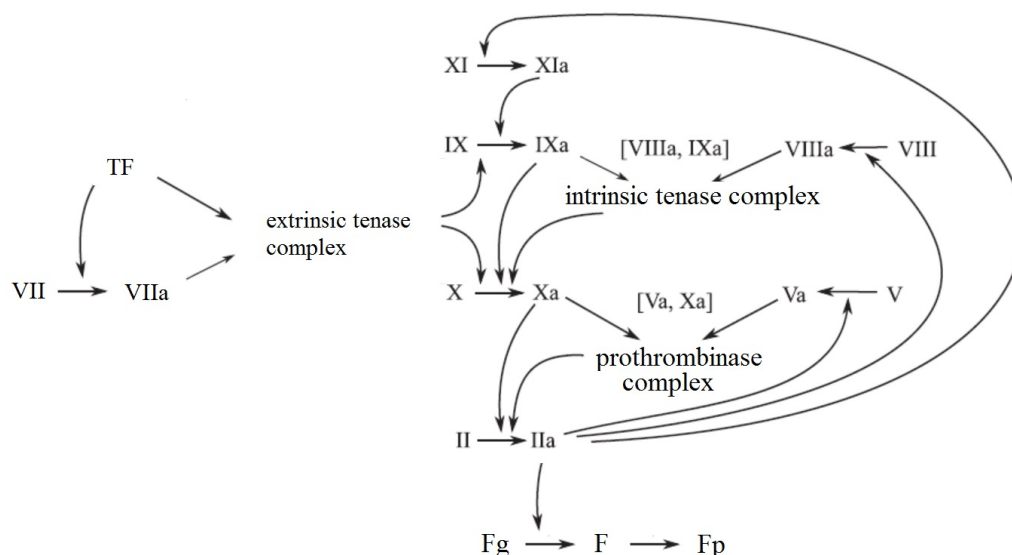 XI XIa
IX IXa [VIIIa, IXa] VIIIa VIII
TF
intrinsic tenase complex
extrinsic tenase
complex
VII VIIa
X Xa [Va, Xa] Va V
prothrombinase
complex
II IIa
Fg F Fp